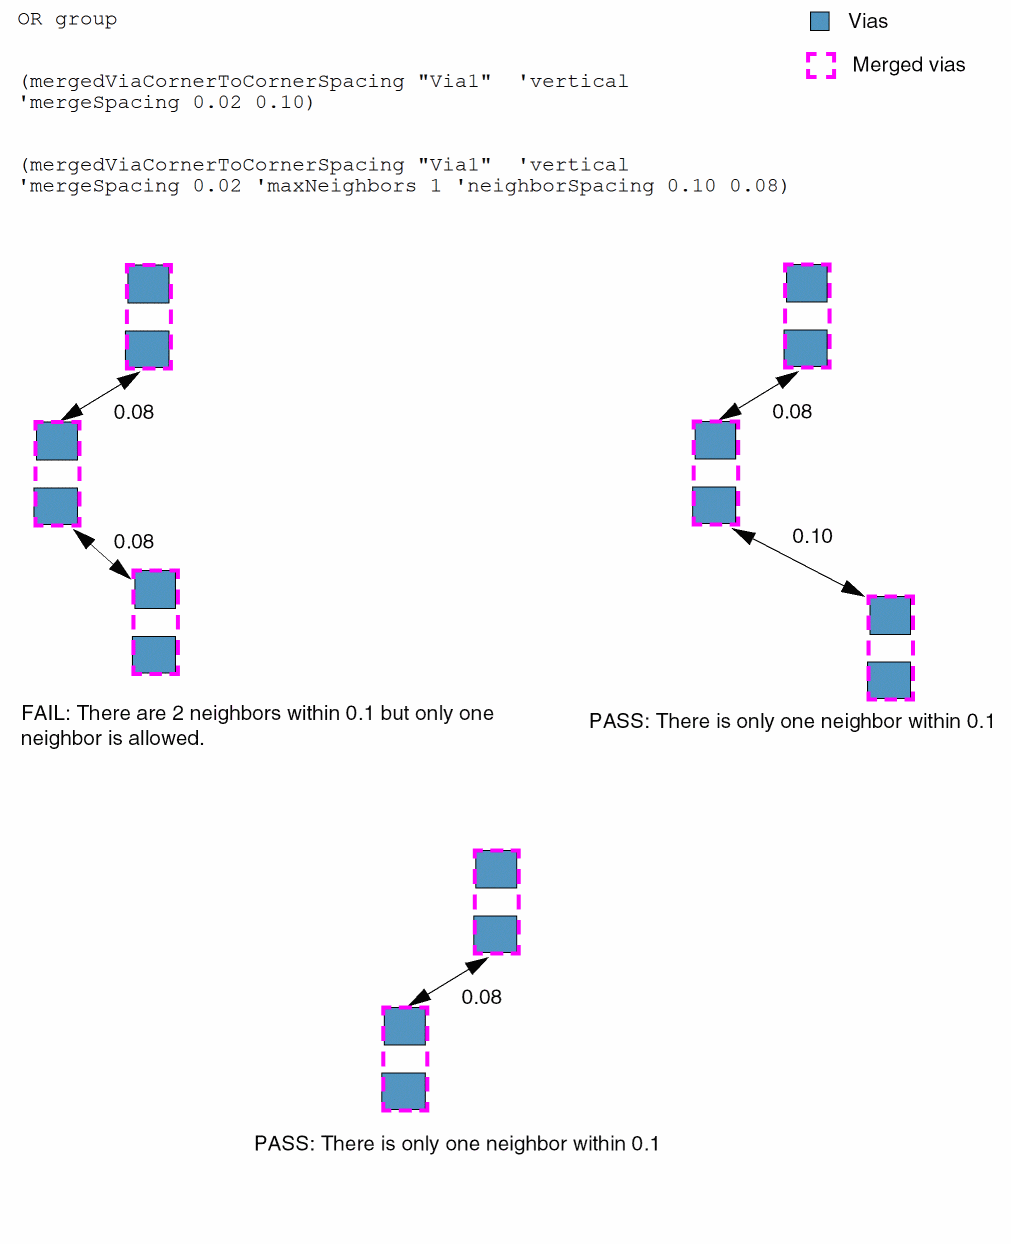 OR group
Vias
Merged vias
(mergedViaCornerToCornerSpacing "Via1" 'vertical
'mergeSpacing 0.02 0.10)
(mergedViaCornerToCornerSpacing "Via1" 'vertical
'mergeSpacing 0.02 'maxNeighbors 1 'neighborSpacing 0.10 0.08)
0.08
0.08
0.08
0.10
FAIL: There are 2 neighbors within 0.1 but only one
neighbor is allowed.
PASS: There is only one neighbor within 0.1
0.08
PASS: There is only one neighbor within 0.1